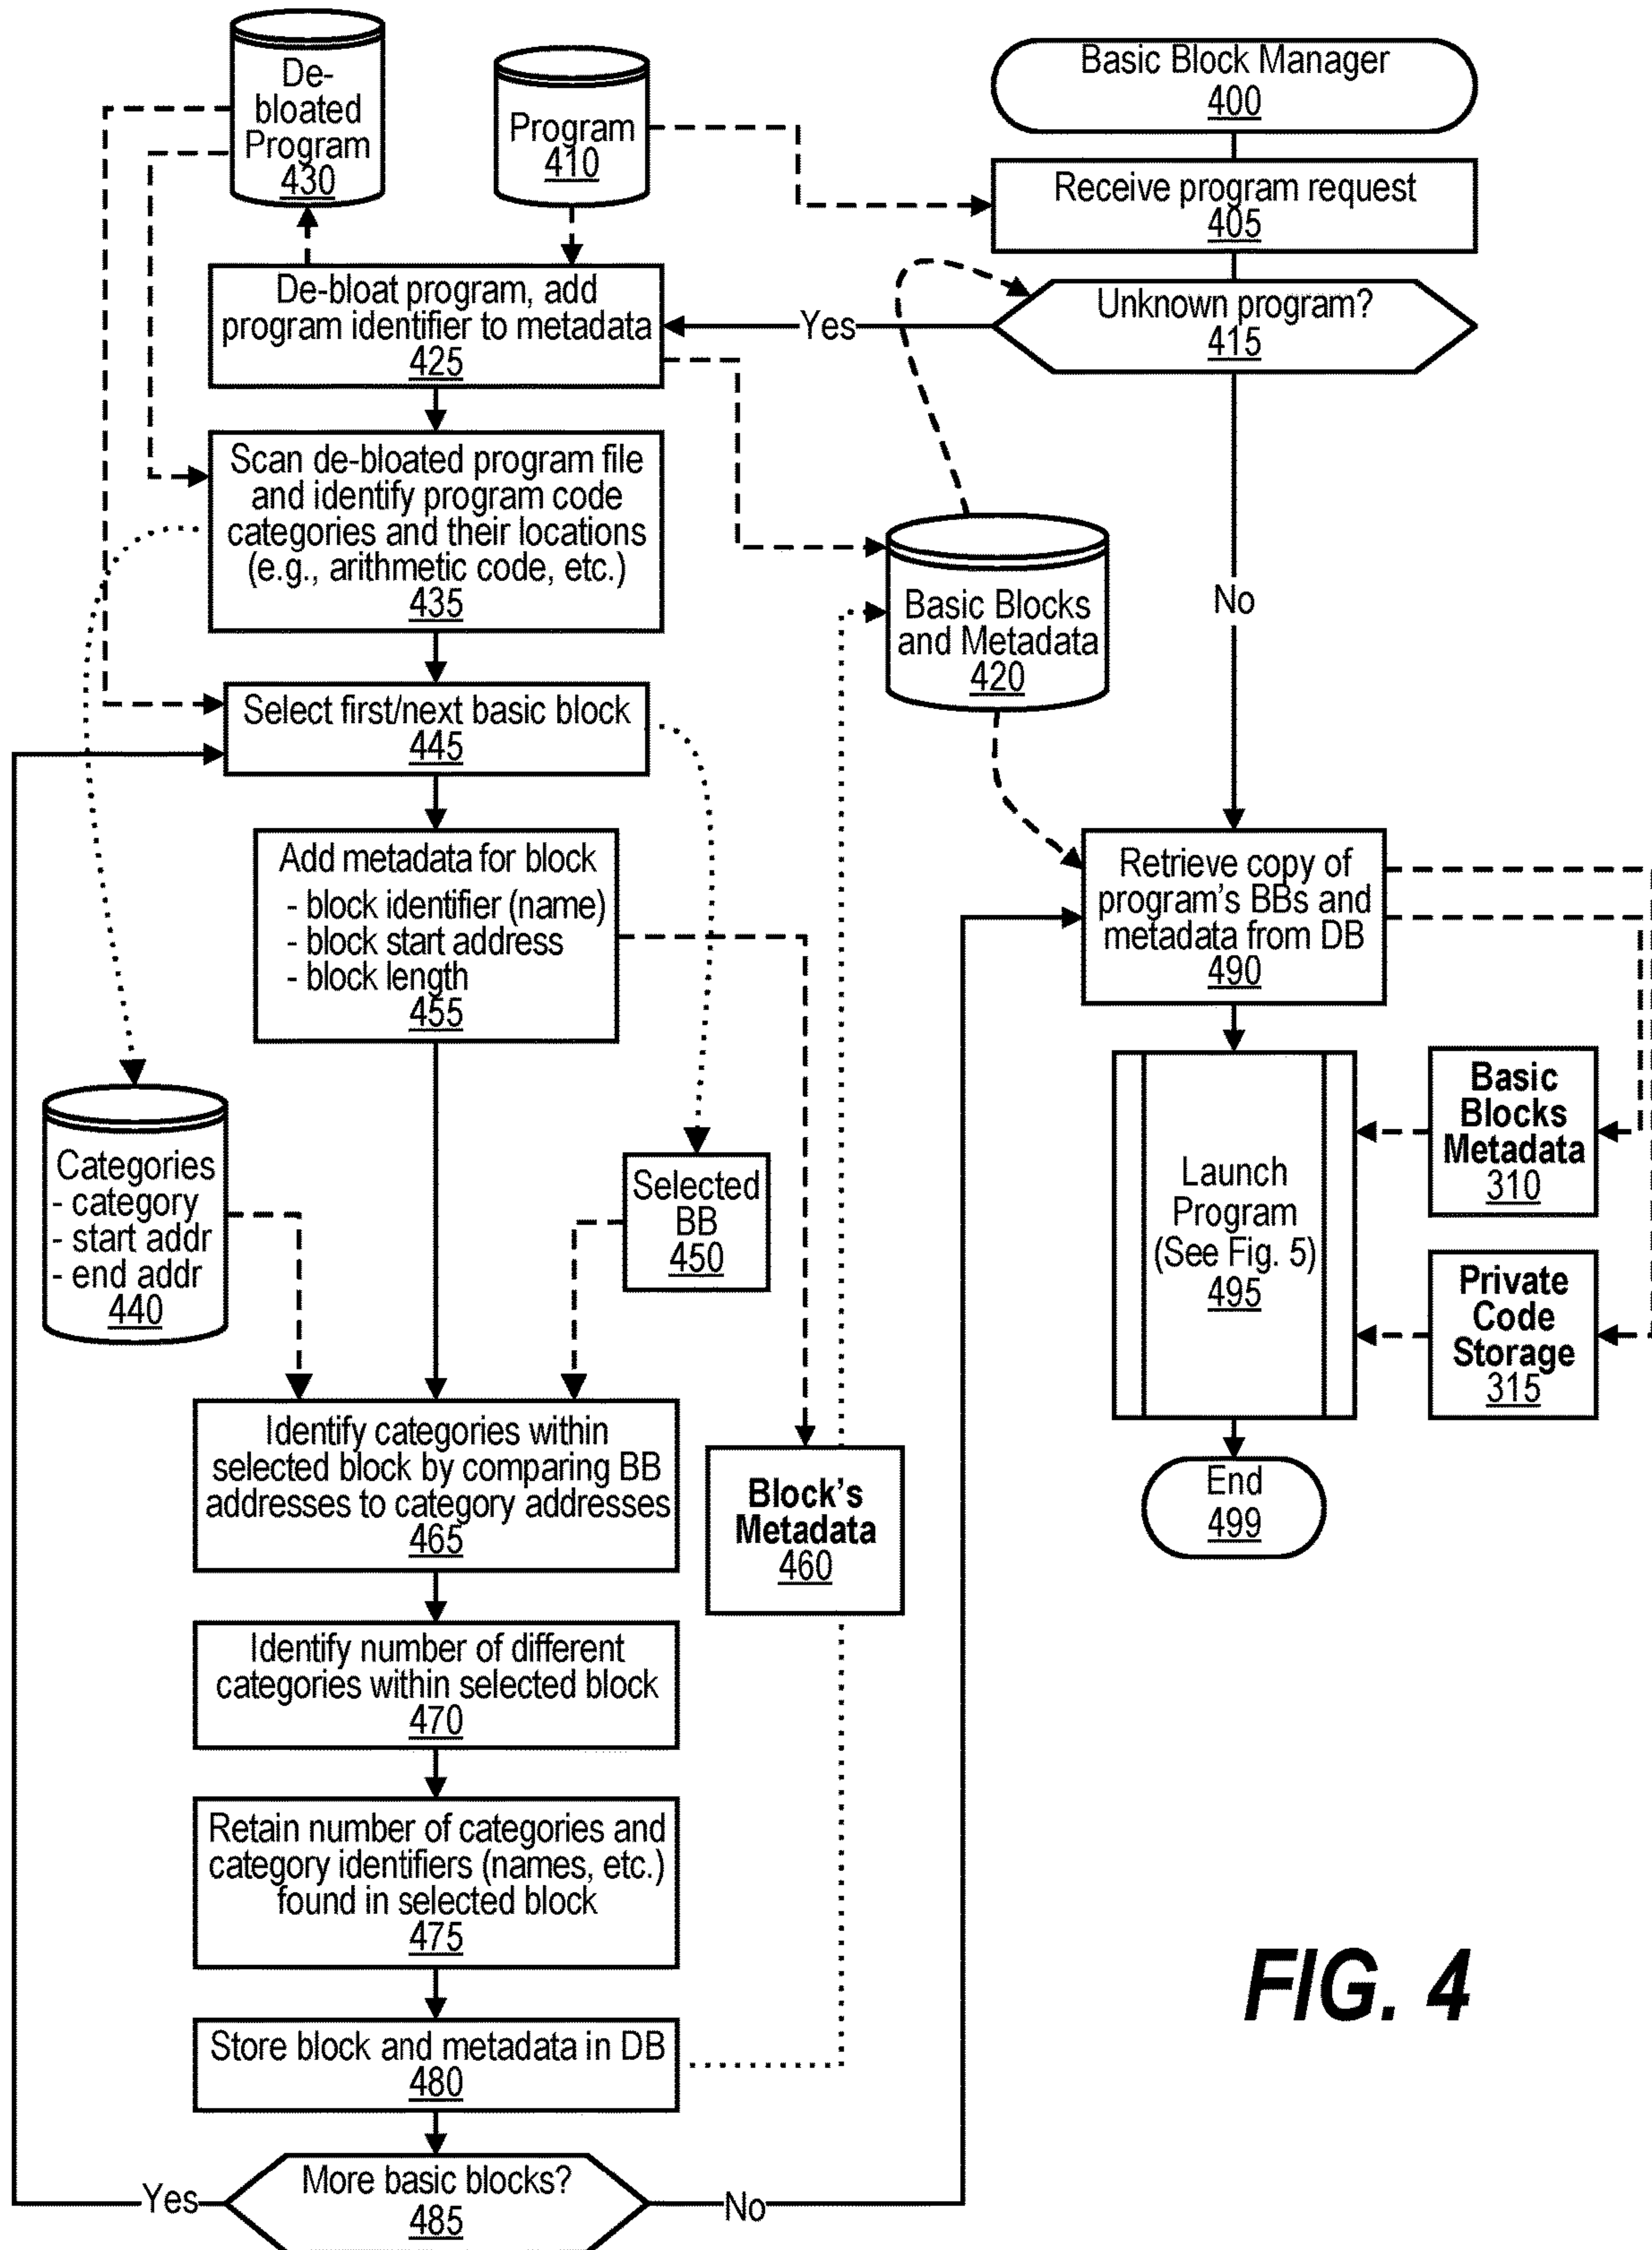 De-
bloated
Program
430
Program
410
Basic Block Manager
400
Receive program request
405
Unknown program?
415
Yes
No
De-bloat program, add
program identifier to metadata
425
Scan de-bloated program file
and identify program code
categories and their locations
(e.g., arithmetic code, etc.)
435
Basic Blocks
and Metadata
420
Select first/next basic block
445
Add metadata for block
- block identifier (name)
- block start address
- block length
455
Retrieve copy of
program's BBs and
metadata from DB
490
Categories
- category
- start addr
- end addr
440
Selected
BB
450
Launch
Program
(See Fig. 5)
495
Basic
Blocks
Metadata
310
Private
Code
Storage
315
End
499
Identify categories within
selected block by comparing BB
addresses to category addresses
465
Block's
Metadata
460
Identify number of different
categories within selected block
470
Retain number of categories and
category identifiers (names, etc.)
found in selected block
475
Store block and metadata in DB
480
More basic blocks?
485
Yes
No
FIG. 4